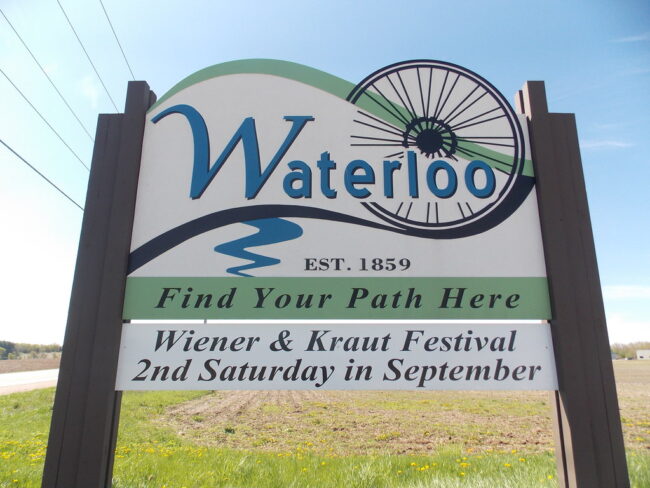 Waterloo
EST. 1859
Find Your Path Here
Wiener & Kraut Festival
2nd Saturday in September